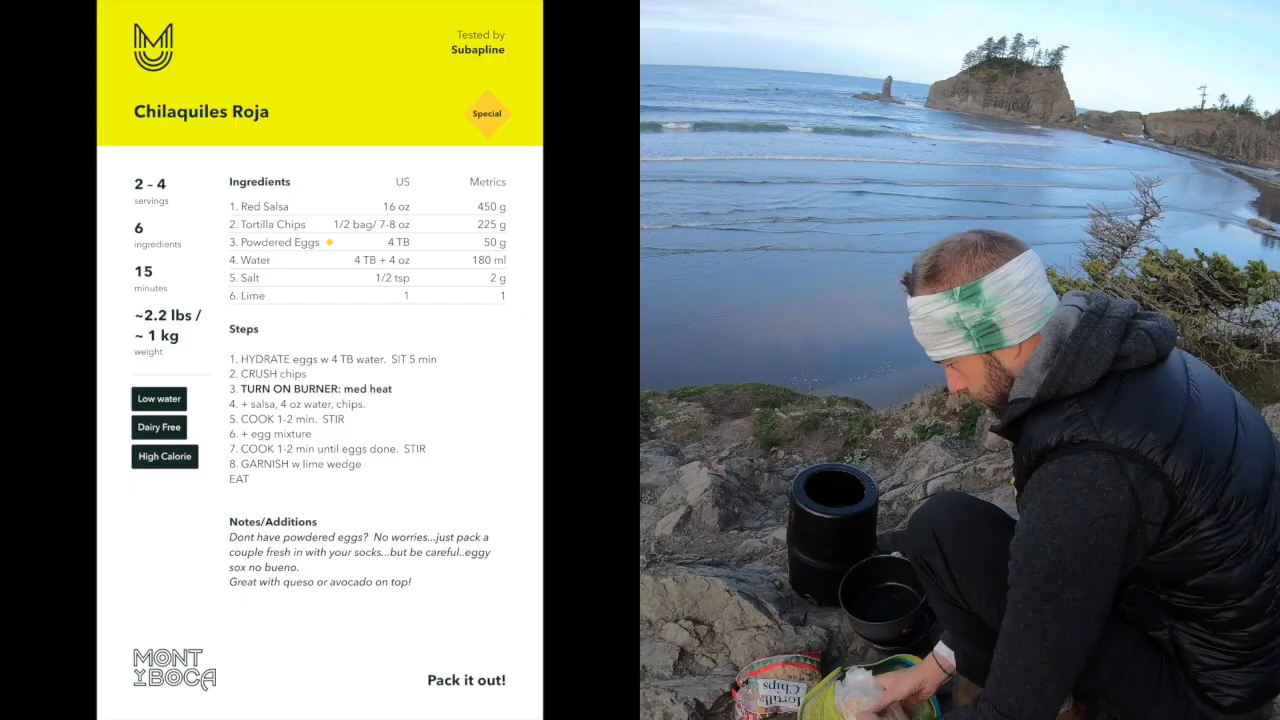 Tested by
Subapline
Chilaquiles Roja
Special
2 – 4
servings
6
ingredients
15
minutes
~2.2 lbs /
~ 1 kg
weight
Low water
Dairy Free
High Calorie
Ingredients US Metrics
1. Red Salsa 16 oz 450 g
2. Tortilla Chips 1/2 bag/ 7-8 oz 225 g
3. Powdered Eggs 4 TB 50 g
4. Water 4 TB + 4 oz 180 ml
5. Salt 1/2 tsp 2 g
6. Lime 1 1
Steps
1. HYDRATE eggs w 4 TB water. SIT 5 min
2. CRUSH chips
3. TURN ON BURNER: med heat
4. + salsa, 4 oz water, chips.
5. COOK 1-2 min. STIR
6. + egg mixture
7. COOK 1-2 min until eggs done. STIR
8. GARNISH w lime wedge
EAT
Notes/Additions
Dont have powdered eggs? No worries...just pack a
couple fresh in with your socks...but be careful..eggy
sox no bueno.
Great with queso or avocado on top!
MONT
Y BOCA
Pack it out!
Tortilla
Chips